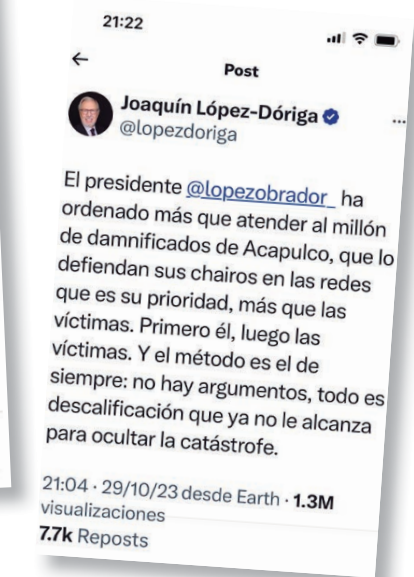 21:22
Post
Joaquín López-Dóriga
@lopezdoriga
El presidente @lopezobrador_ ha
ordenado más que atender al millón
de damnificados de Acapulco, que lo
defiendan sus chairos en las redes
que es su prioridad, más que las
víctimas. Primero él, luego las
víctimas. Y el método es el de
siempre: no hay argumentos, todo es
descalificación que ya no le alcanza
para ocultar la catástrofe.
21:04 · 29/10/23 desde Earth · 1.3M
visualizaciones
7.7k Reposts